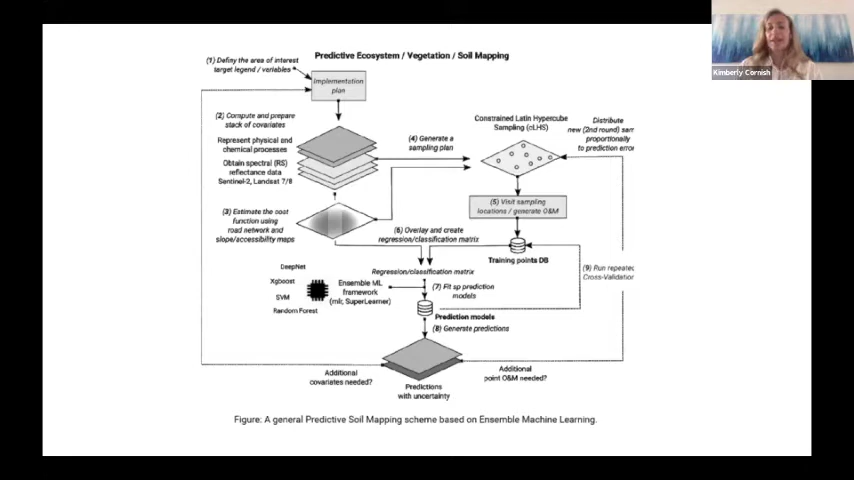 Kimberly Cornish
Predictive Ecosystem / Vegetation / Soil Mapping
(1) Definy the area of interest
target legend / variables
Implementation
plan
(2) Compute and prepare
stack of covariates
Represent physical and
chemical processes
Obtain spectral (RS)
reflectance data
Sentinel-2, Landsat 7/8
(3) Estimate the cost
function using
road network and
slope/accessibility maps
(4) Generate a
sampling plan
Constrained Latin Hypercube
Sampling (cLHS)
Distribute
new (2nd round) sam
proportionally
to prediction error
(5) Visit sampling
locations / generate O&M
(6) Overlay and create
regression/classification matrix
Training points DB
(9) Run repeated
Cross-Validation
Regression/classification matrix
DeepNet
Xgboost
SVM
Random Forest
Ensemble ML
framework
(mlr, SuperLearner)
(7) Fit sp prediction
models
Prediction models
(8) Generate predictions
Additional
covariates needed?
Predictions
with uncertainty
Additional
point O&M needed?
Figure: A general Predictive Soil Mapping scheme based on Ensemble Machine Learning.